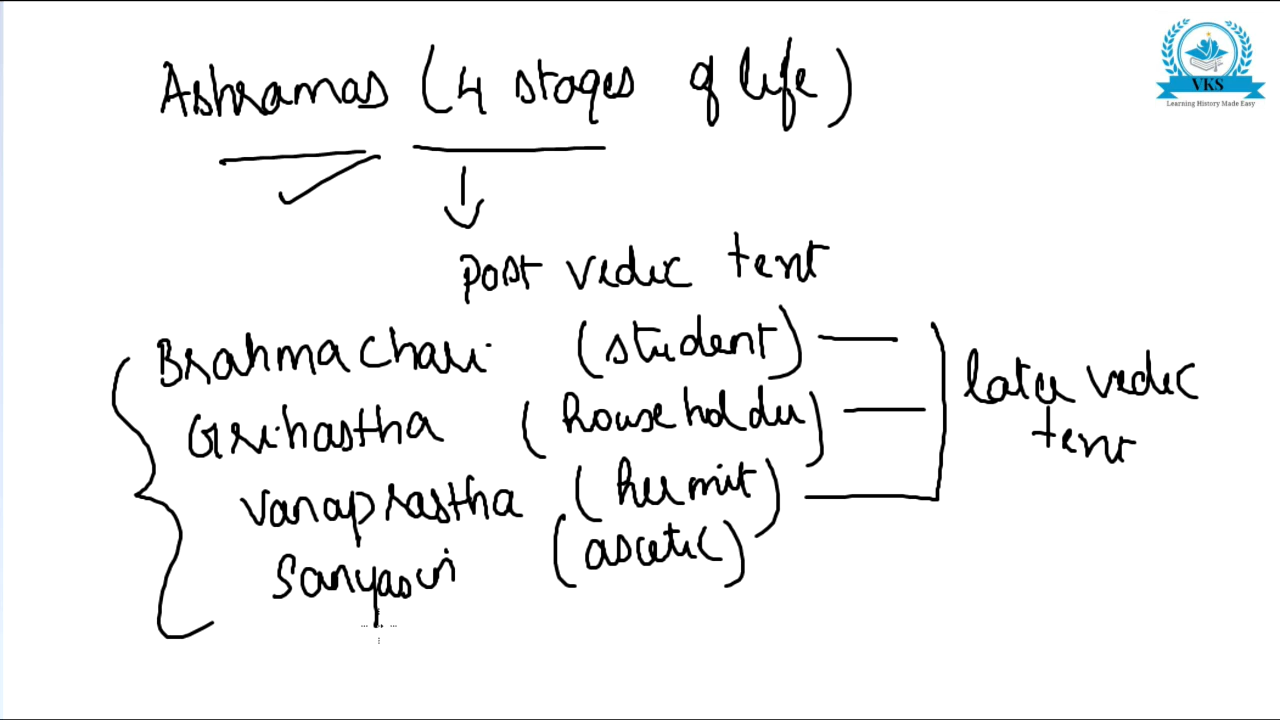 Ashramas (4 stages of life)
VKS
Learning History Made Easy
post vedic text
Brahmachari (student)
Grihastha (householder)
Vanaprastha (hermit)
Sanyasin (ascetic)
later vedic
text